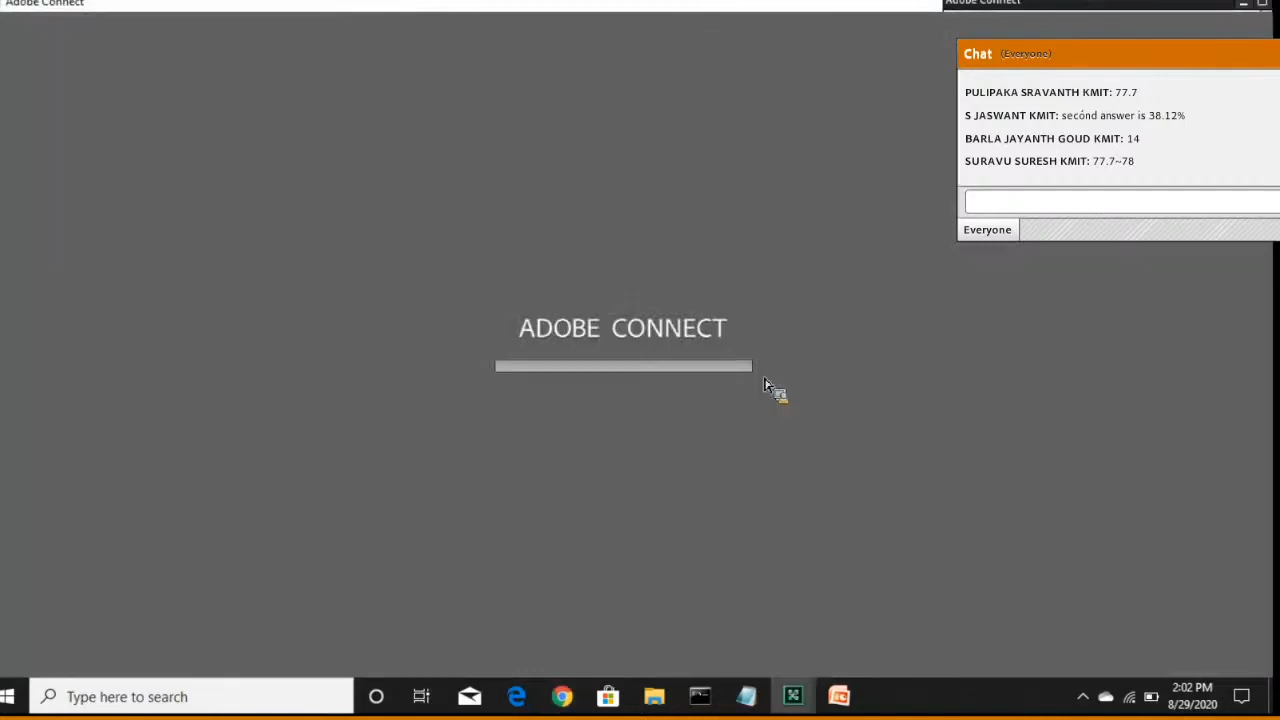 Adobe Connect
Adobe Connect
Chat (Everyone)
PULIPAKA SRAVANTH KMIT: 77.7
S JASWANT KMIT: secónd answer is 38.12%
BARLA JAYANTH GOUD KMIT: 14
SURAVU SURESH KMIT: 77.7~78
Everyone
ADOBE CONNECT
Type here to search
2:02 PM
8/29/2020